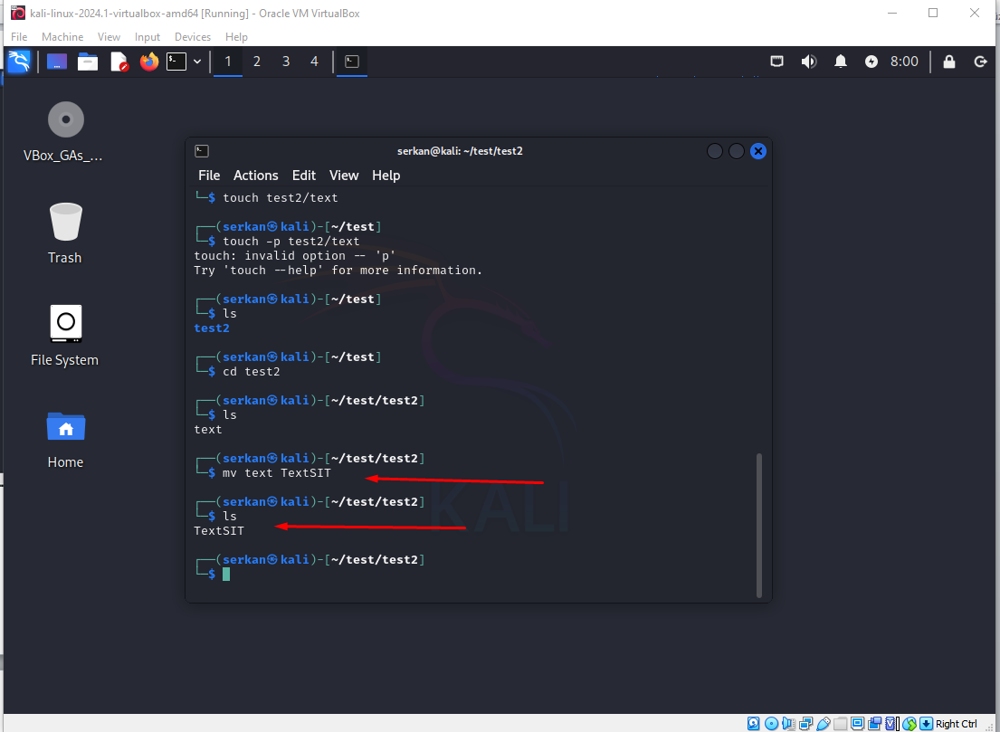 kali-linux-2024.1-virtualbox-amd64 [Running] - Oracle VM VirtualBox
File Machine View Input Devices Help
1 2 3 4 8:00
VBox_GAs_...
Trash
File System
Home
serkan@kali: ~/test/test2
File Actions Edit View Help
└─$ touch test2/text
┌──(serkan㉿kali)-[~/test]
└─$ touch -p test2/text
touch: invalid option -- 'p'
Try 'touch --help' for more information.
┌──(serkan㉿kali)-[~/test]
└─$ ls
test2
┌──(serkan㉿kali)-[~/test]
└─$ cd test2
┌──(serkan㉿kali)-[~/test/test2]
└─$ ls
text
┌──(serkan㉿kali)-[~/test/test2]
└─$ mv text TextSIT
┌──(serkan㉿kali)-[~/test/test2]
└─$ ls
TextSIT
┌──(serkan㉿kali)-[~/test/test2]
└─$
KALI
Right Ctrl